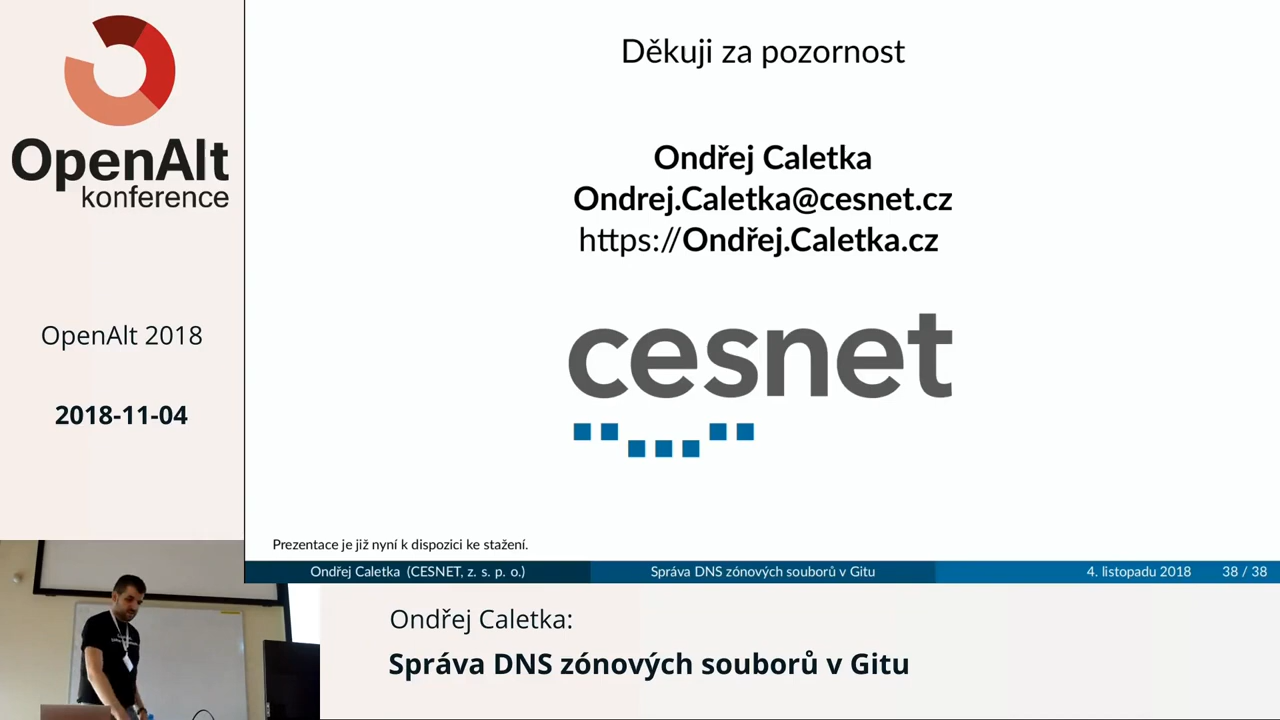 OpenAlt
konference
OpenAlt 2018
2018-11-04
Děkuji za pozornost
Ondřej Caletka
Ondrej.Caletka@cesnet.cz
https://Ondřej.Caletka.cz
cesnet
Prezentace je již nyní k dispozici ke stažení.
Ondřej Caletka (CESNET, z. s. p. o.)
Správa DNS zónových souborů v Gitu
4. listopadu 2018
38 / 38
Ondřej Caletka:
Správa DNS zónových souborů v Gitu